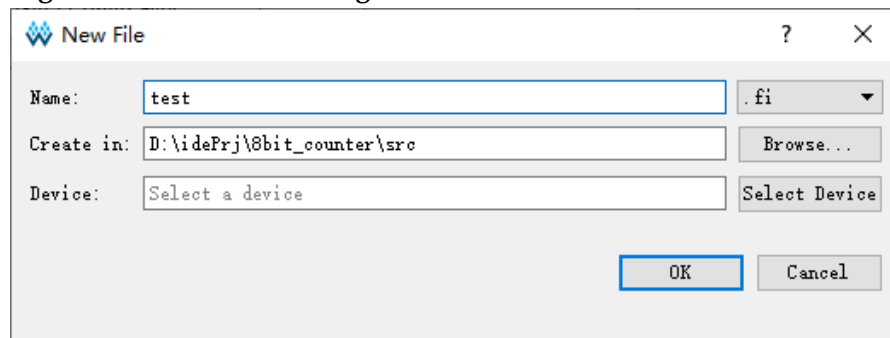 New File ?
Name: test .fi
Create in: D:\idePrj\8bit_counter\src Browse...
Device: Select a device Select Device
OK Cancel